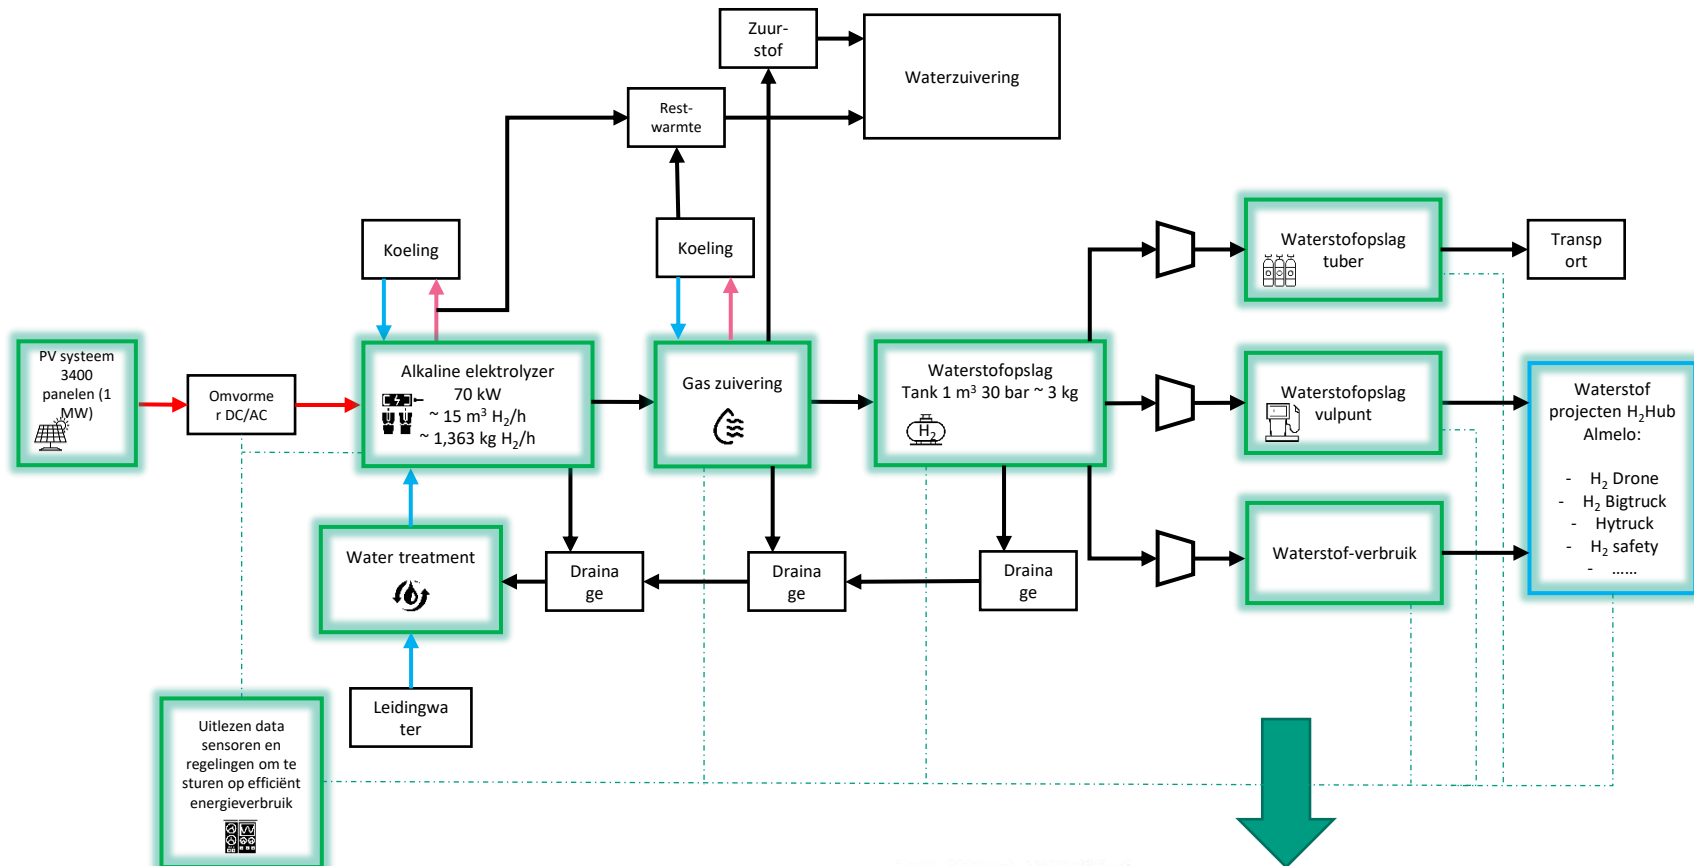 Zuur-
stof
Waterzuivering
Rest-
warmte
Koeling
Koeling
Waterstofopslag
tuber
Transp
ort
PV systeem
3400
panelen (1
MW)
Omvorme
r DC/AC
Alkaline elektrolyzer
70 kW
~ 15 m³ H₂/h
~ 1,363 kg H₂/h
Gas zuivering
Waterstofopslag
Tank 1 m³ 30 bar ~ 3 kg
H₂
Waterstofopslag
vulpunt
Waterstof
projecten H₂Hub
Almelo:
- H₂ Drone
- H₂ Bigtruck
- Hytruck
- H₂ safety
- ......
Water treatment
Draina
ge
Draina
ge
Draina
ge
Waterstof-verbruik
Leidingwa
ter
Uitlezen data
sensoren en
regelingen om te
sturen op efficiënt
energieverbruik